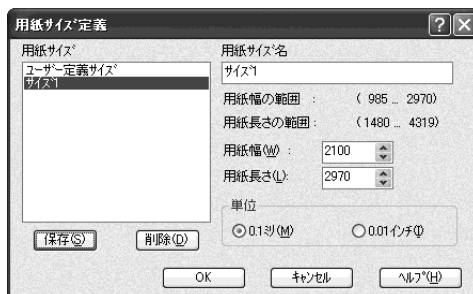 用紙ｻｲｽﾞ定義
用紙ｻｲｽﾞ
ﾕｰｻﾞｰ定義ｻｲｽﾞ
ｻｲｽﾞ1
保存(S)
削除(D)
用紙ｻｲｽﾞ名
ｻｲｽﾞ1
用紙幅の範囲 : ( 985 .. 2970)
用紙長さの範囲 : (1480 .. 4319)
用紙幅(W) : 2100
用紙長さ(L): 2970
単位
0.1ﾐﾘ(M)
0.01ｲﾝﾁ(I)
OK
ｷｬﾝｾﾙ
ﾍﾙﾌﾟ(H)